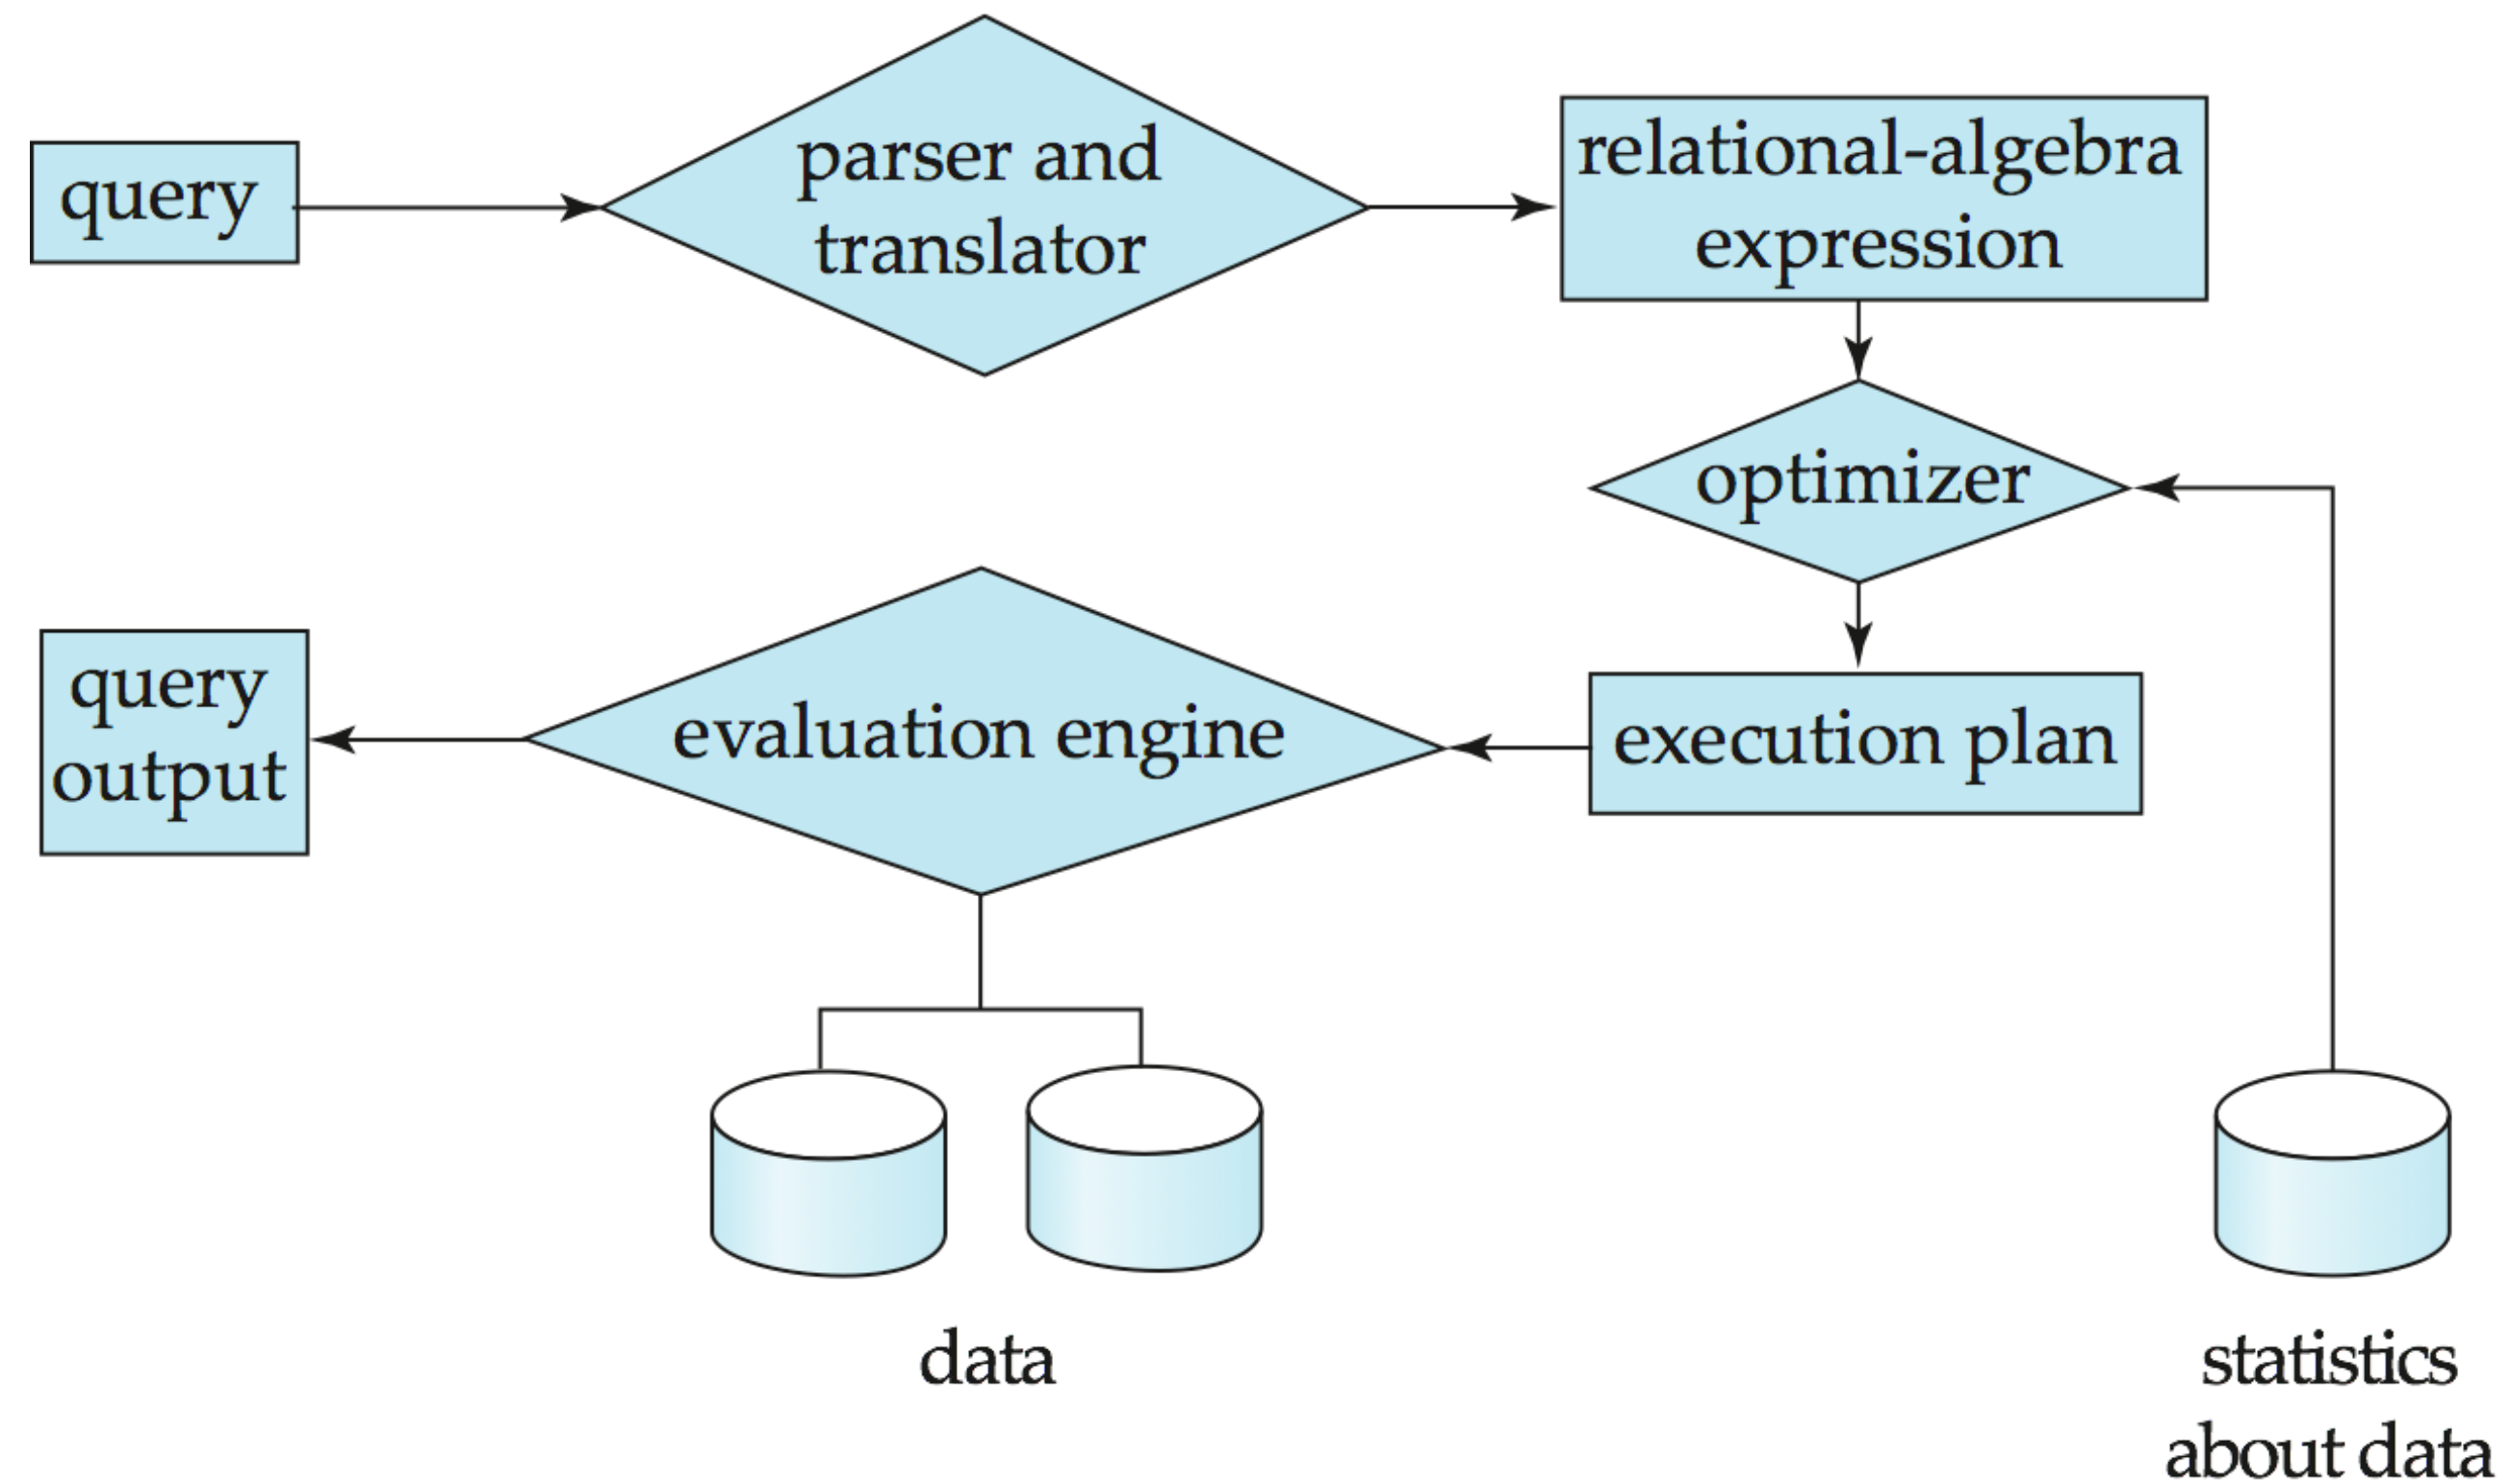 query
parser and
translator
relational-algebra
expression
optimizer
query
output
evaluation engine
execution plan
data
statistics
about data